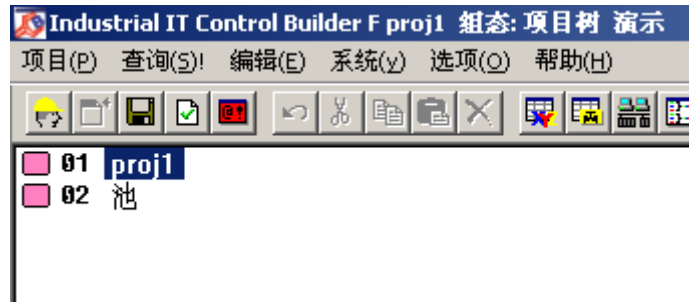 Industrial IT Control Builder F proj1 组态: 项目树 演示
项目(P) 查询(S)! 编辑(E) 系统(y) 选项(O) 帮助(H)
01 proj1
02 池